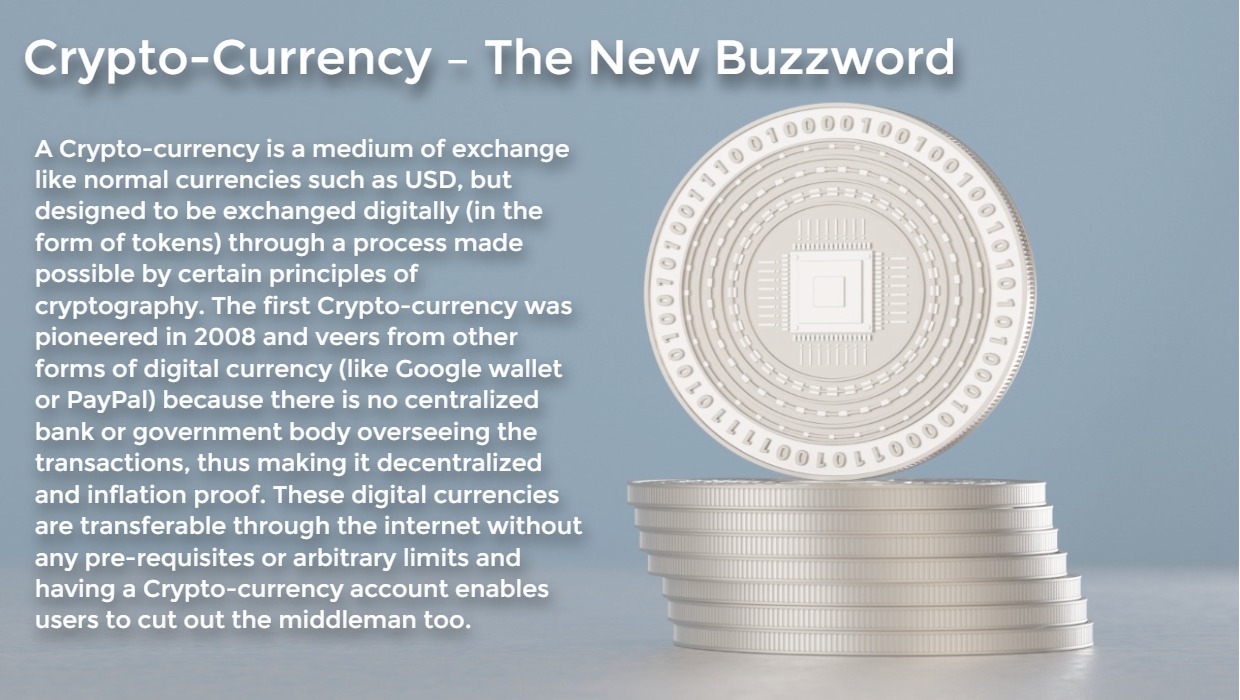 Crypto-Currency – The New Buzzword
A Crypto-currency is a medium of exchange
like normal currencies such as USD, but
designed to be exchanged digitally (in the
form of tokens) through a process made
possible by certain principles of
cryptography. The first Crypto-currency was
pioneered in 2008 and veers from other
forms of digital currency (like Google wallet
or PayPal) because there is no centralized
bank or government body overseeing the
transactions, thus making it decentralized
and inflation proof. These digital currencies
are transferable through the internet without
any pre-requisites or arbitrary limits and
having a Crypto-currency account enables
users to cut out the middleman too.